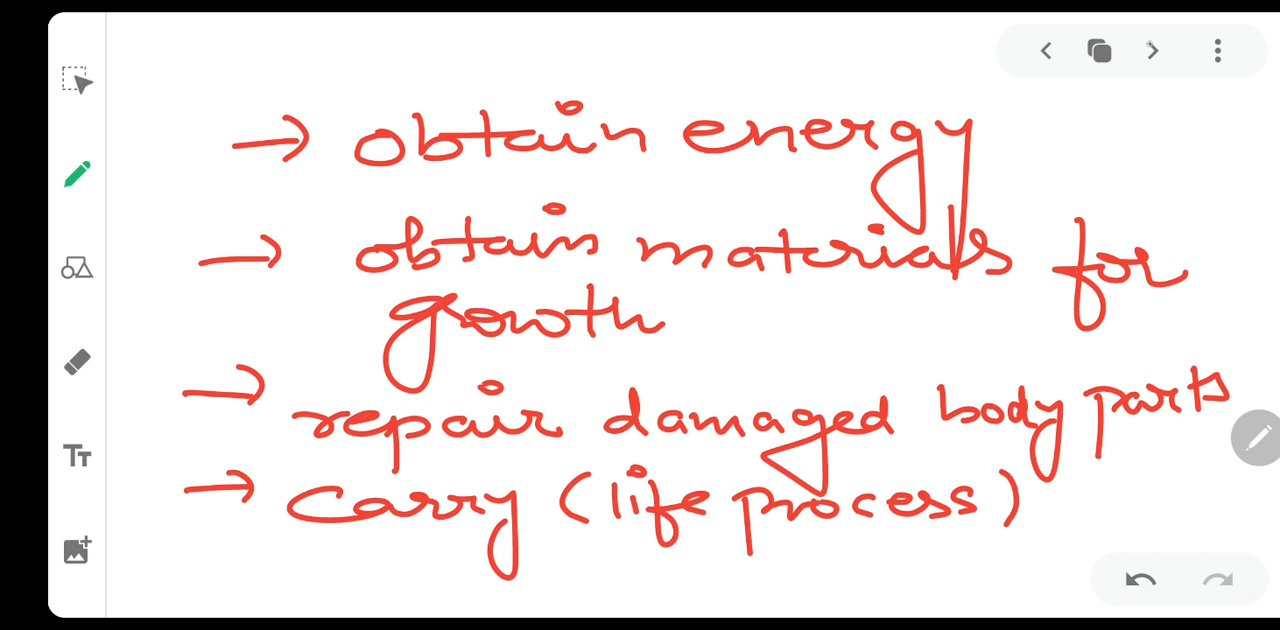 → obtain energy
→ obtain materials for
growth
→ repair damaged body parts
→ carry (life process)